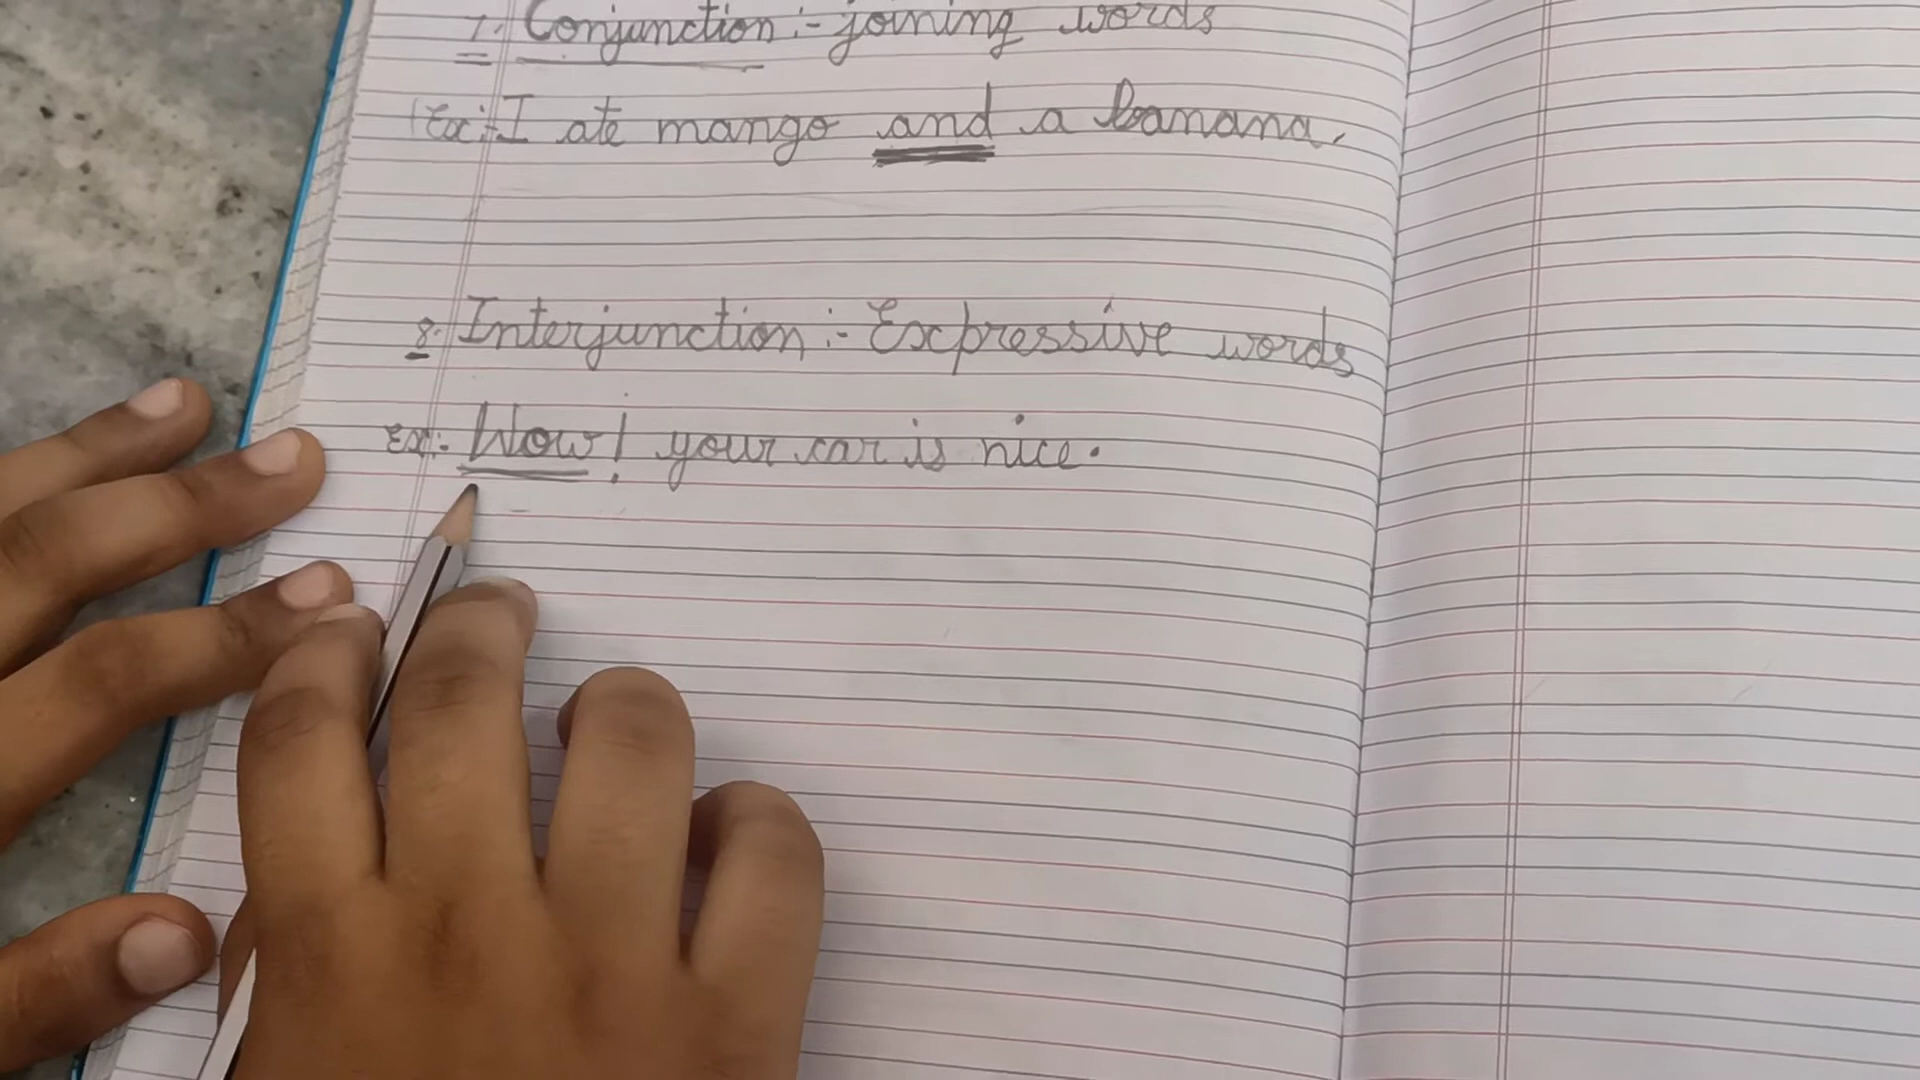 7. Conjunction :- joining words
Ex:- I ate mango and a banana.
8. Interjunction :- Expressive words
Ex:- Wow! your car is nice.